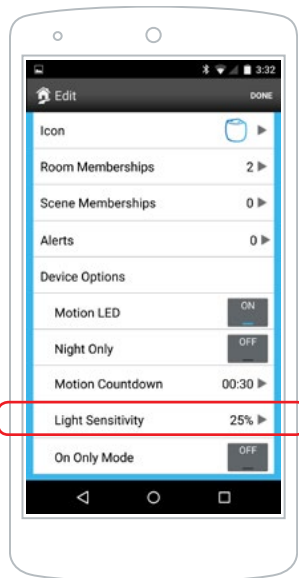 3:32
Edit DONE
Icon
Room Memberships 2
Scene Memberships 0
Alerts 0
Device Options
Motion LED ON
Night Only OFF
Motion Countdown 00:30
Light Sensitivity 25%
On Only Mode OFF